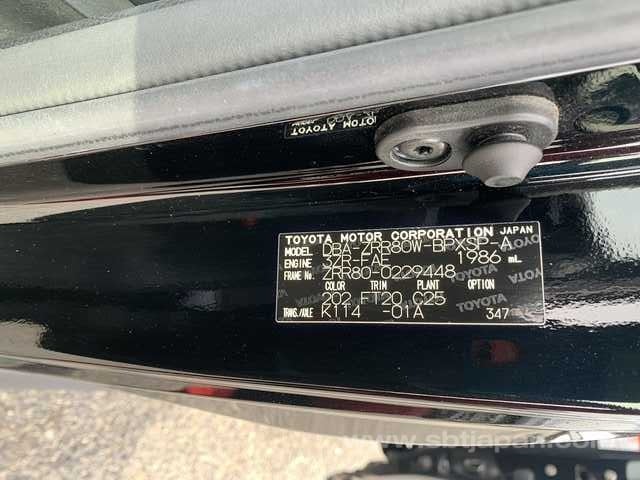 TOYOTA MOTOR CORPORATION JAPAN
MODEL DBA-ZRR80W-BPXSP-A
ENGINE 3ZR-FAE 1986 mL
FRAME No. ZRR80-0229448
COLOR TRIM PLANT OPTION
202 FT20 C25
TRANS./AXLE K114 -01A 347
TOYOTA
www.sbtjapan.com